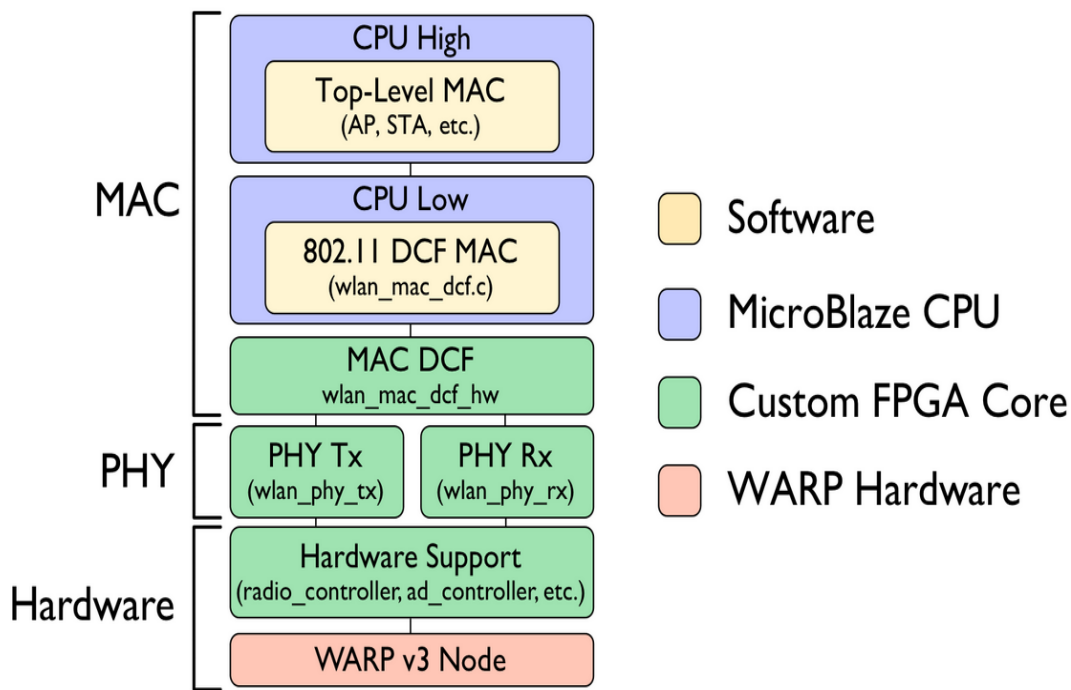 CPU High
Top-Level MAC
(AP, STA, etc.)
MAC
CPU Low
802.11 DCF MAC
(wlan_mac_dcf.c)
MAC DCF
wlan_mac_dcf_hw
PHY
PHY Tx
(wlan_phy_tx)
PHY Rx
(wlan_phy_rx)
Hardware
Hardware Support
(radio_controller, ad_controller, etc.)
WARP v3 Node
Software
MicroBlaze CPU
Custom FPGA Core
WARP Hardware